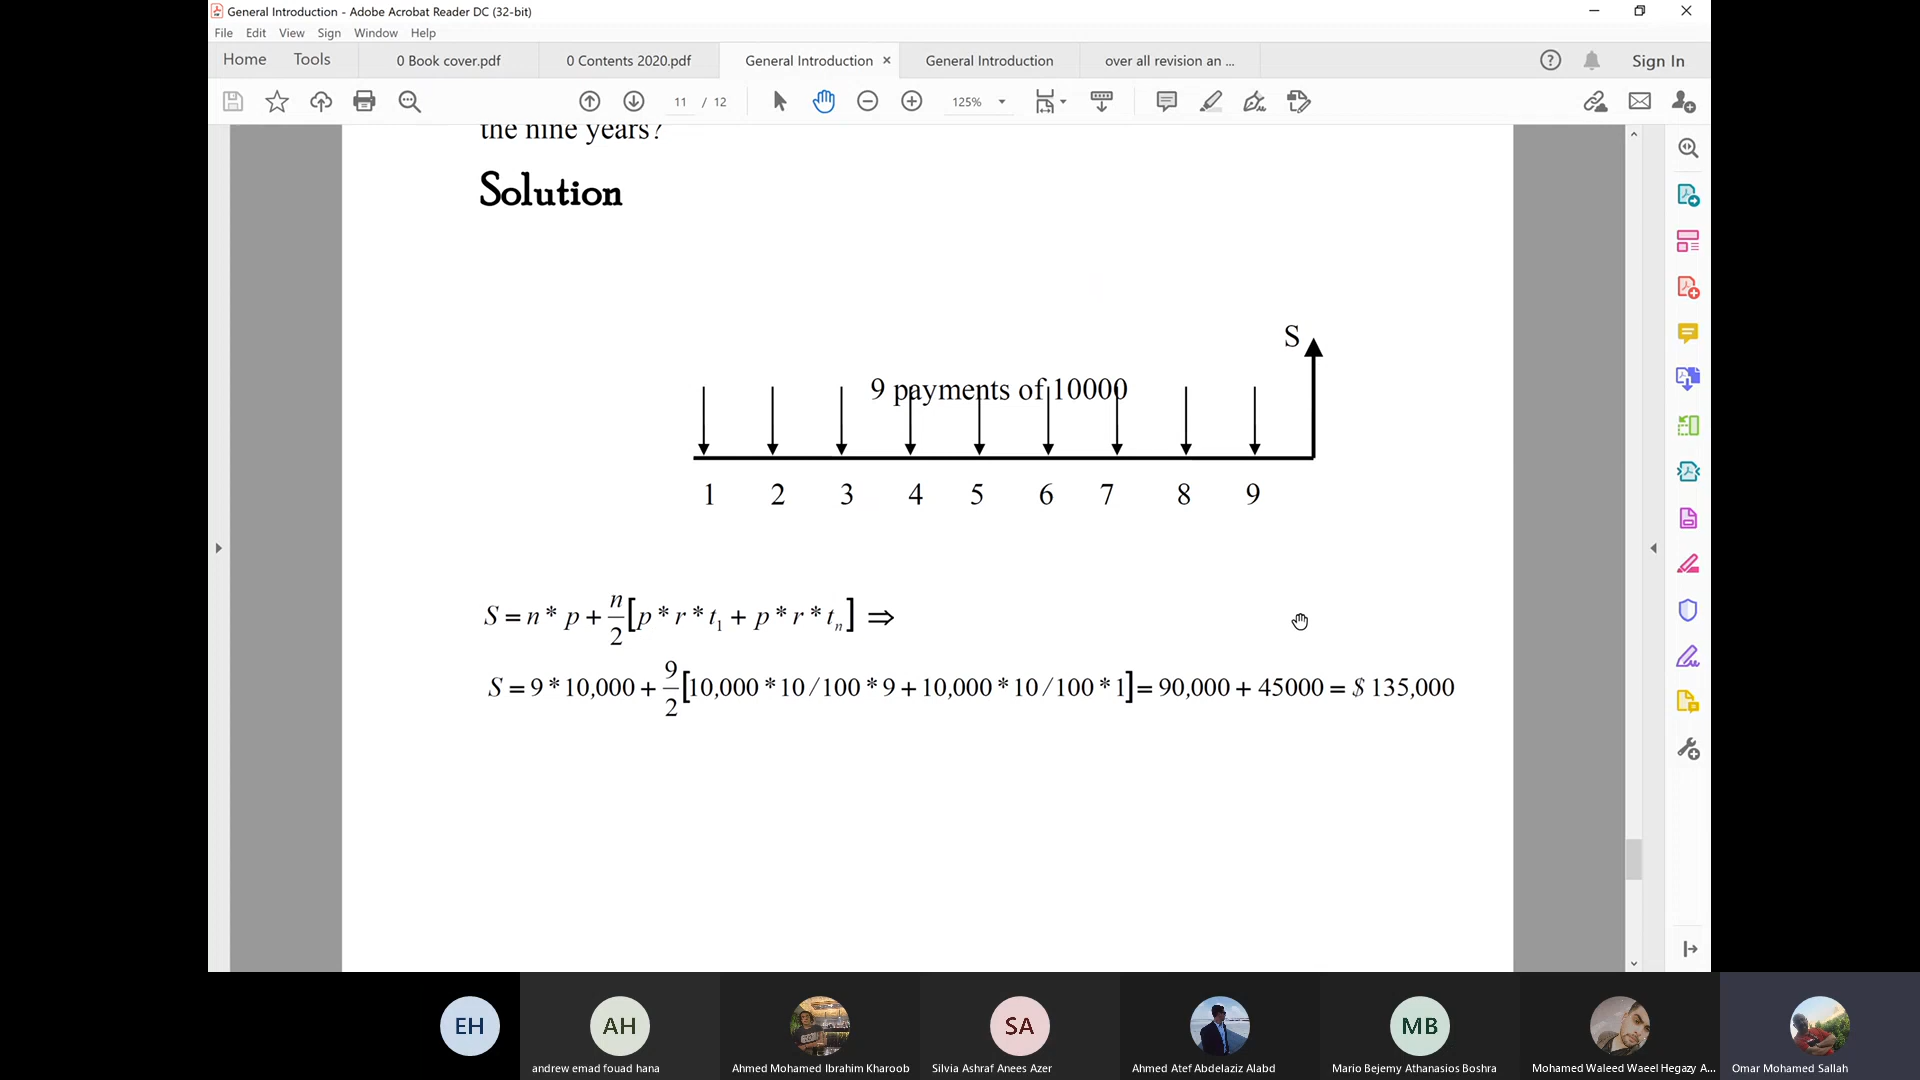 General Introduction - Adobe Acrobat Reader DC (32-bit)
File Edit View Sign Window Help
Home Tools 0 Book cover.pdf 0 Contents 2020.pdf General Introduction × General Introduction over all revision an ... Sign In
11 / 12 125%
the nine years?
Solution
S
9 payments of 10000
1 2 3 4 5 6 7 8 9
S = n * p + n/2 [p * r * t₁ + p * r * tₙ] ⇒
S = 9 * 10,000 + 9/2 [10,000 * 10 / 100 * 9 + 10,000 * 10 / 100 * 1] = 90,000 + 45000 = $ 135,000
EH AH SA MB
andrew emad fouad hana Ahmed Mohamed Ibrahim Kharoob Silvia Ashraf Anees Azer Ahmed Atef Abdelaziz Alabd Mario Bejemy Athanasios Boshra Mohamed Waleed Wael Hegazy A... Omar Mohamed Sallah